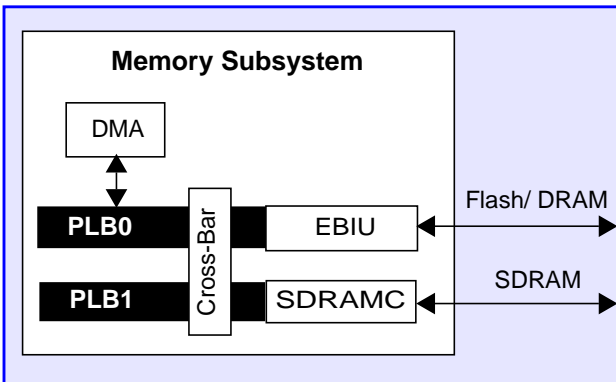 Memory Subsystem
DMA
Flash/ DRAM
PLB0
Cross-Bar
EBIU
SDRAM
PLB1
SDRAMC